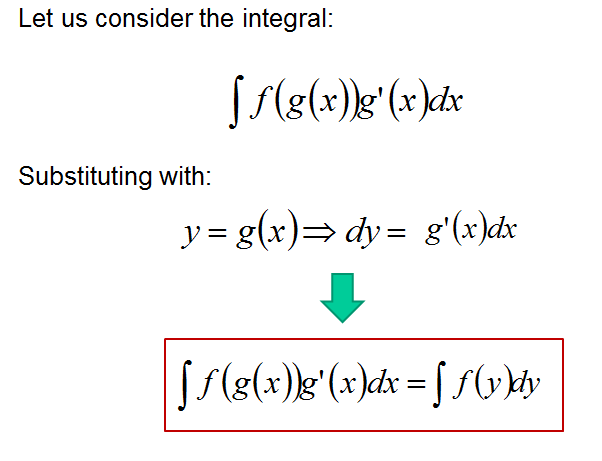 Let us consider the integral:
∫ f(g(x))g'(x)dx
Substituting with:
y = g(x) ⇒ dy = g'(x)dx
∫ f(g(x))g'(x)dx = ∫ f(y)dy